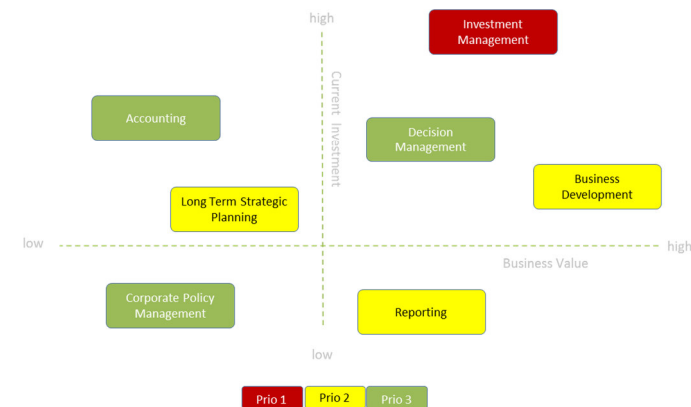 high
Investment
Management
Current Investment
Accounting
Decision
Management
Business
Development
Long Term Strategic
Planning
low
high
Business Value
Corporate Policy
Management
Reporting
low
Prio 1
Prio 2
Prio 3